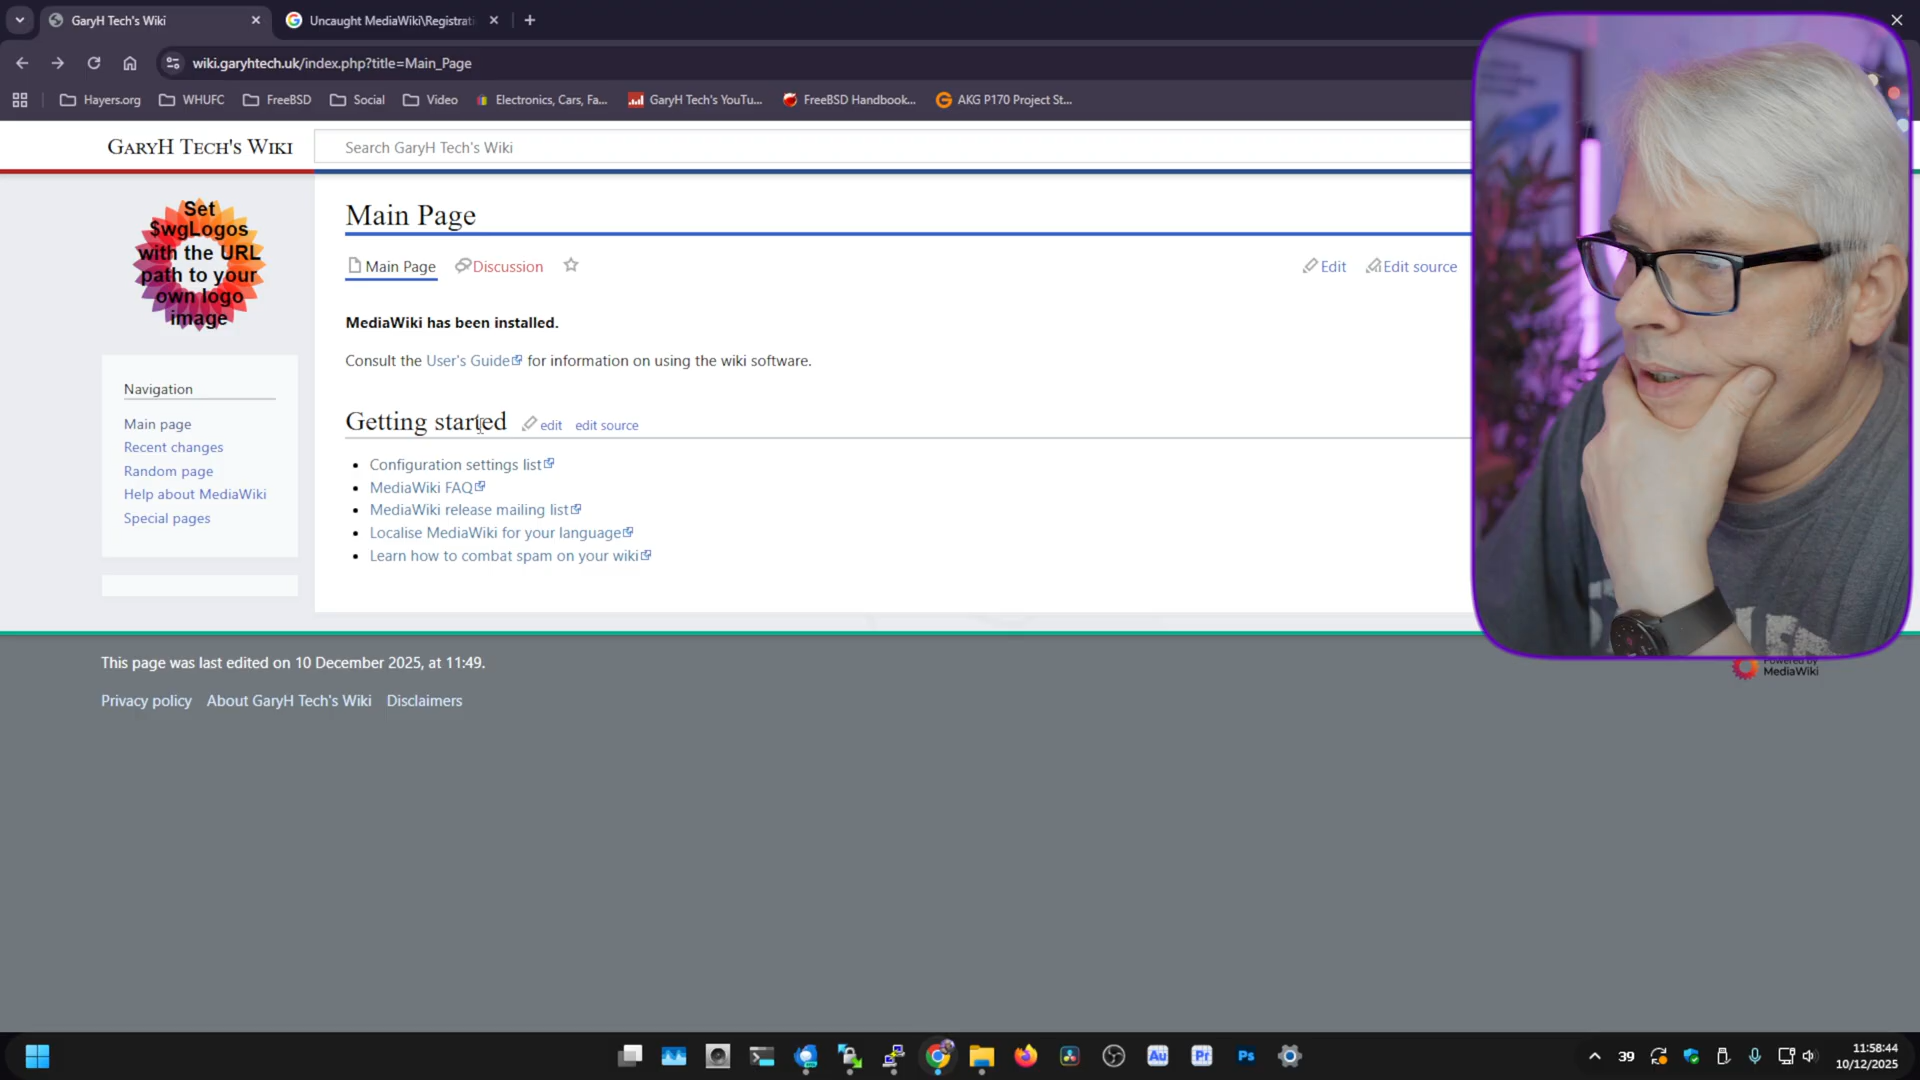 GaryH Tech's Wiki
Uncaught MediaWiki\Registrati
wiki.garyhtech.uk/index.php?title=Main_Page
Hayers.org
WHUFC
FreeBSD
Social
Video
Electronics, Cars, Fa...
GaryH Tech's YouTu...
FreeBSD Handbook...
AKG P170 Project St...
GaryH Tech's Wiki
Search GaryH Tech's Wiki
Set
$wgLogos
with the URL
path to your
own logo
image
Main Page
Main Page Discussion
Edit Edit source
MediaWiki has been installed.
Consult the User's Guide for information on using the wiki software.
Navigation
Main page
Recent changes
Random page
Help about MediaWiki
Special pages
Getting started edit edit source
Configuration settings list
MediaWiki FAQ
MediaWiki release mailing list
Localise MediaWiki for your language
Learn how to combat spam on your wiki
This page was last edited on 10 December 2025, at 11:49.
Privacy policy About GaryH Tech's Wiki Disclaimers
Powered by
MediaWiki
Au
Pr
Ps
39
11:58:44
10/12/2025